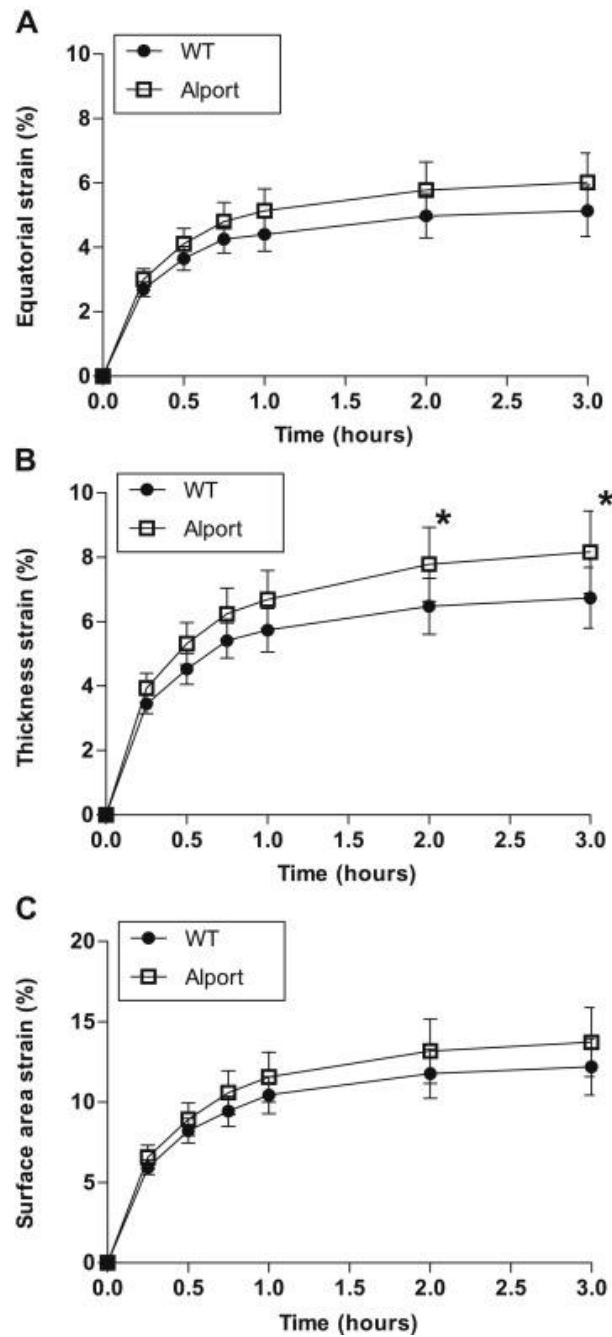 A
WT
Alport
Equatorial strain (%)
10
8
6
4
2
0
0.0 0.5 1.0 1.5 2.0 2.5 3.0
Time (hours)
B
WT
Alport
Thickness strain (%)
10
8
6
4
2
0
* *
0.0 0.5 1.0 1.5 2.0 2.5 3.0
Time (hours)
C
WT
Alport
Surface area strain (%)
20
15
10
5
0
0.0 0.5 1.0 1.5 2.0 2.5 3.0
Time (hours)